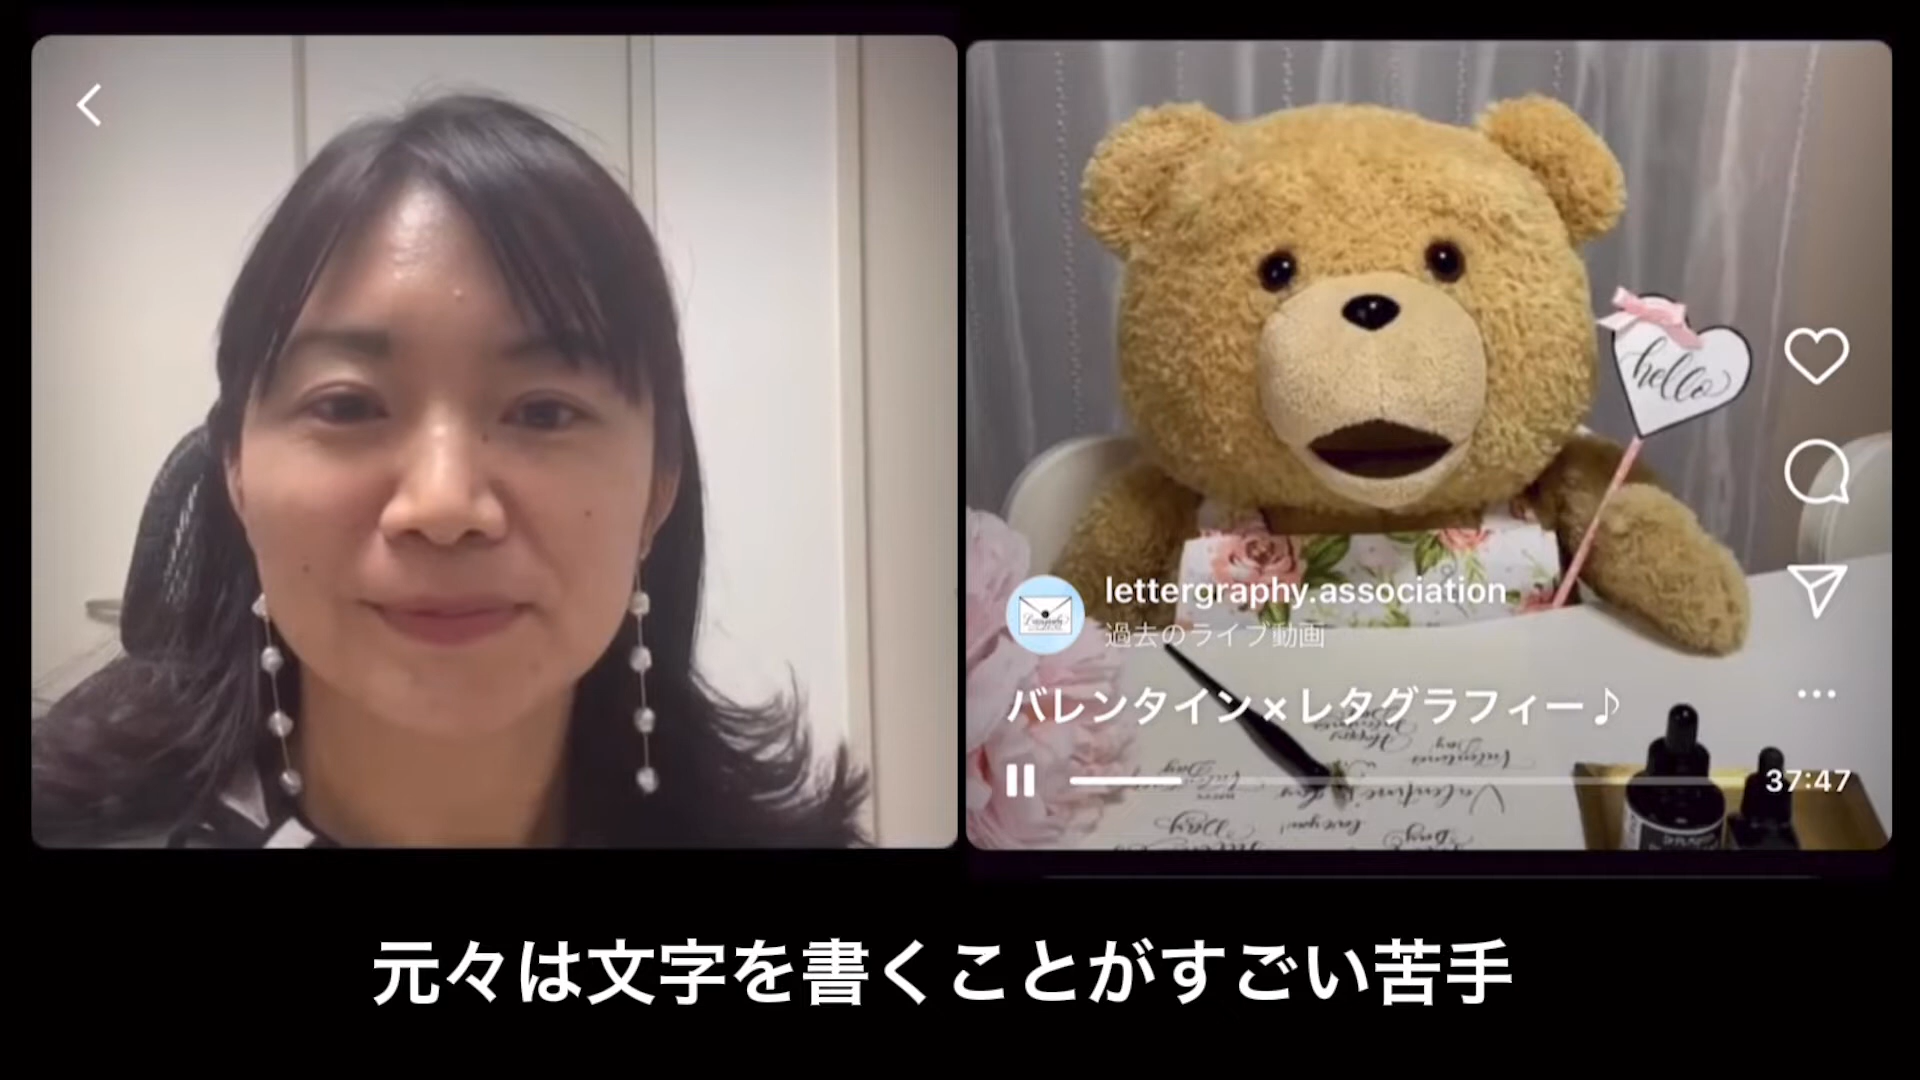 hello
lettergraphy.association
過去のライブ動画
バレンタイン×レタグラフィー♪
37:47
元々は文字を書くことがすごい苦手